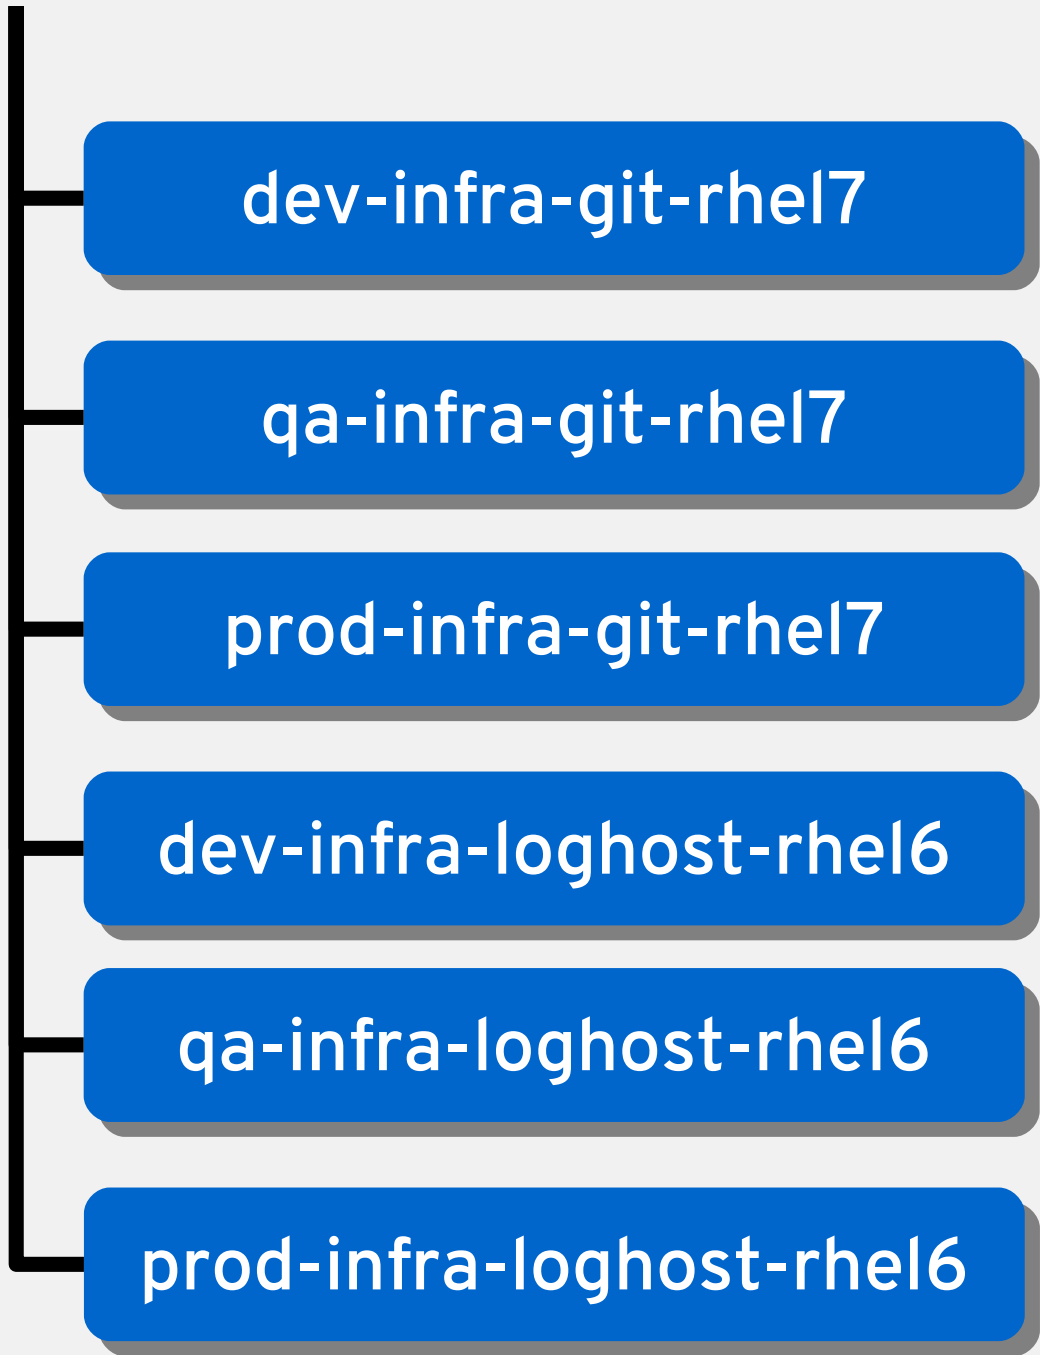 dev-infra-git-rhel7
qa-infra-git-rhel7
prod-infra-git-rhel7
dev-infra-loghost-rhel6
qa-infra-loghost-rhel6
prod-infra-loghost-rhel6